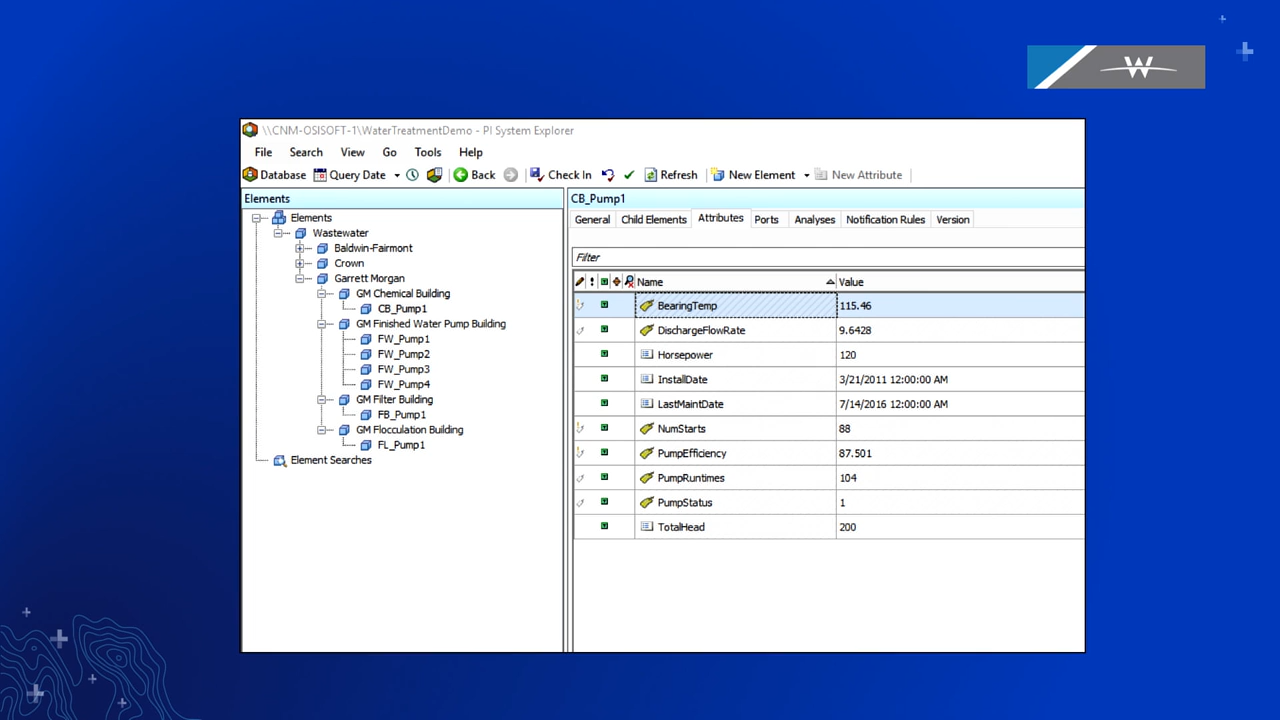 W
\\CNM-OSISOFT-1\WaterTreatmentDemo - PI System Explorer
File Search View Go Tools Help
Database Query Date Back Check In Refresh New Element New Attribute
Elements
Elements
Wastewater
Baldwin-Fairmont
Crown
Garrett Morgan
GM Chemical Building
CB_Pump1
GM Finished Water Pump Building
FW_Pump1
FW_Pump2
FW_Pump3
FW_Pump4
GM Filter Building
FB_Pump1
GM Flocculation Building
FL_Pump1
Element Searches
CB_Pump1
General Child Elements Attributes Ports Analyses Notification Rules Version
Filter
Name Value
BearingTemp 115.46
DischargeFlowRate 9.6428
Horsepower 120
InstallDate 3/21/2011 12:00:00 AM
LastMaintDate 7/14/2016 12:00:00 AM
NumStarts 88
PumpEfficiency 87.501
PumpRuntimes 104
PumpStatus 1
TotalHead 200